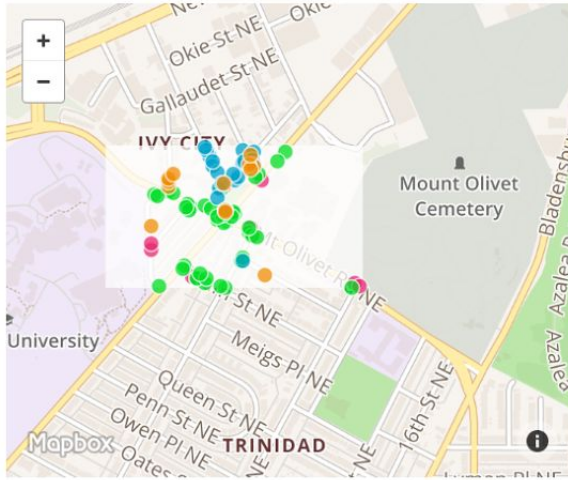 +
−
Okie St NE
Okie
Gallaudet St NE
IVY CITY
Mount Olivet
Cemetery
Mt Olivet Rd NE
University
Meigs Pl NE
Queen St NE
Penn St NE
Owen Pl NE
Oates
16th St NE
TRINIDAD
Mapbox
i